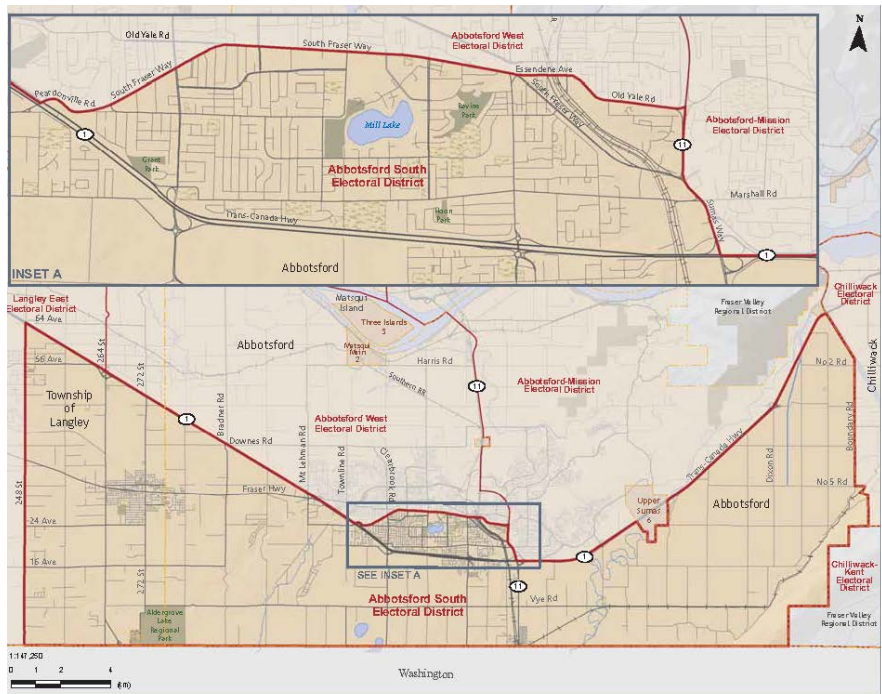 N
Abbotsford West
Electoral District
Old Yale Rd
South Fraser Way
Essendene Ave
Peardonville Rd
South Fraser Way
South Fraser Way
Old Yale Rd
Ravine
Park
Mill Lake
Abbotsford-Mission
Electoral District
1
11
Grant
Park
Abbotsford South
Electoral District
Marshall Rd
Hoon
Park
Trans-Canada Hwy
Sumas Way
1
INSET A
Abbotsford
Langley East
Electoral District
64 Ave
Matsqui
Island
Three Islands
3
Fraser Valley
Regional District
Chilliwack
Electoral
District
Chilliwack
264 St
272 St
56 Ave
Abbotsford
Matsqui
Main
2
Harris Rd
Southern RR
No 2 Rd
11
Abbotsford-Mission
Electoral District
Township
of
Langley
1
Bradner Rd
Abbotsford West
Electoral District
Boundary Rd
Downes Rd
Mt Lehman Rd
Townline Rd
Clearbrook Rd
Trans-Canada Hwy
Dixon Rd
No 5 Rd
248 St
Fraser Hwy
Upper
Sumas
6
Abbotsford
24 Ave
16 Ave
272 St
SEE INSET A
1
11
Vye Rd
Chilliwack-
Kent
Electoral
District
Abbotsford South
Electoral District
Aldergrove
Lake
Regional
Park
Fraser Valley
Regional District
1:147,250
0 1 2 4
(km)
Washington